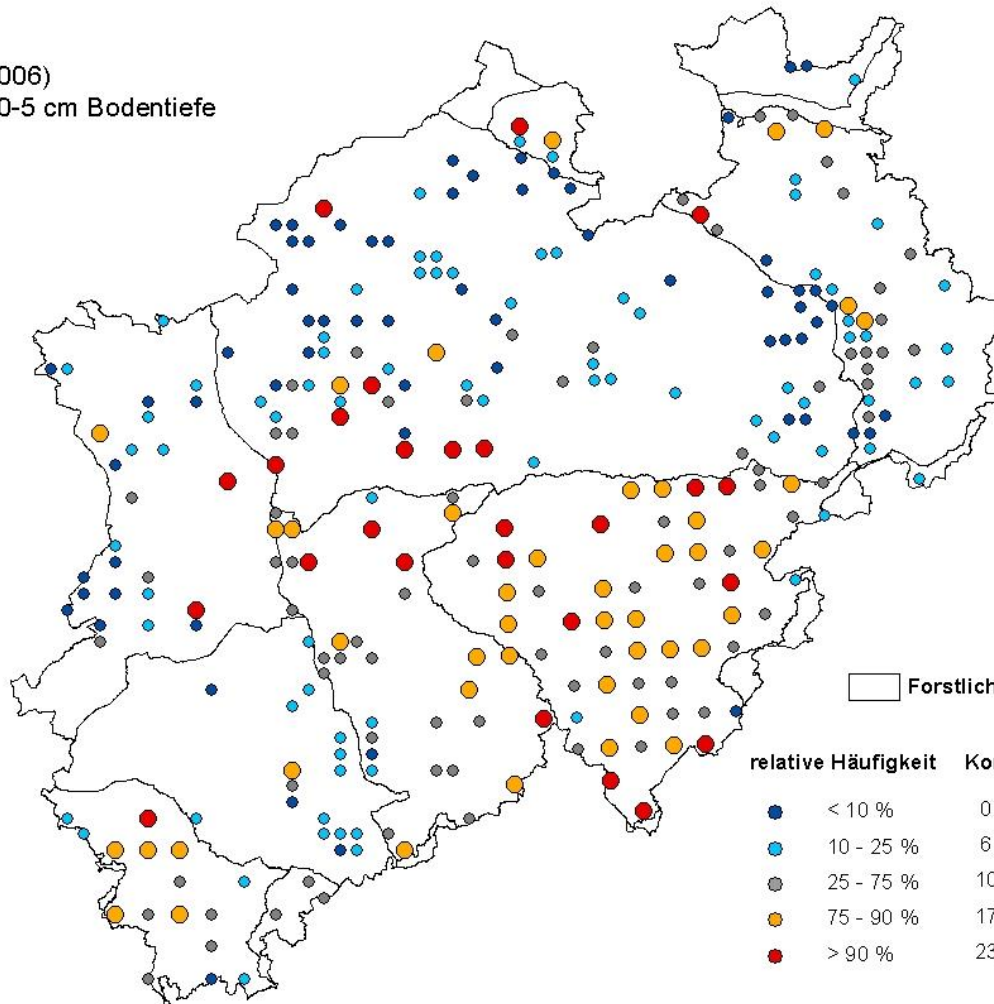 006)
0-5 cm Bodentiefe
Forstlich
relative Häufigkeit Kor
< 10 % 0
10 - 25 % 6
25 - 75 % 10
75 - 90 % 17
> 90 % 23